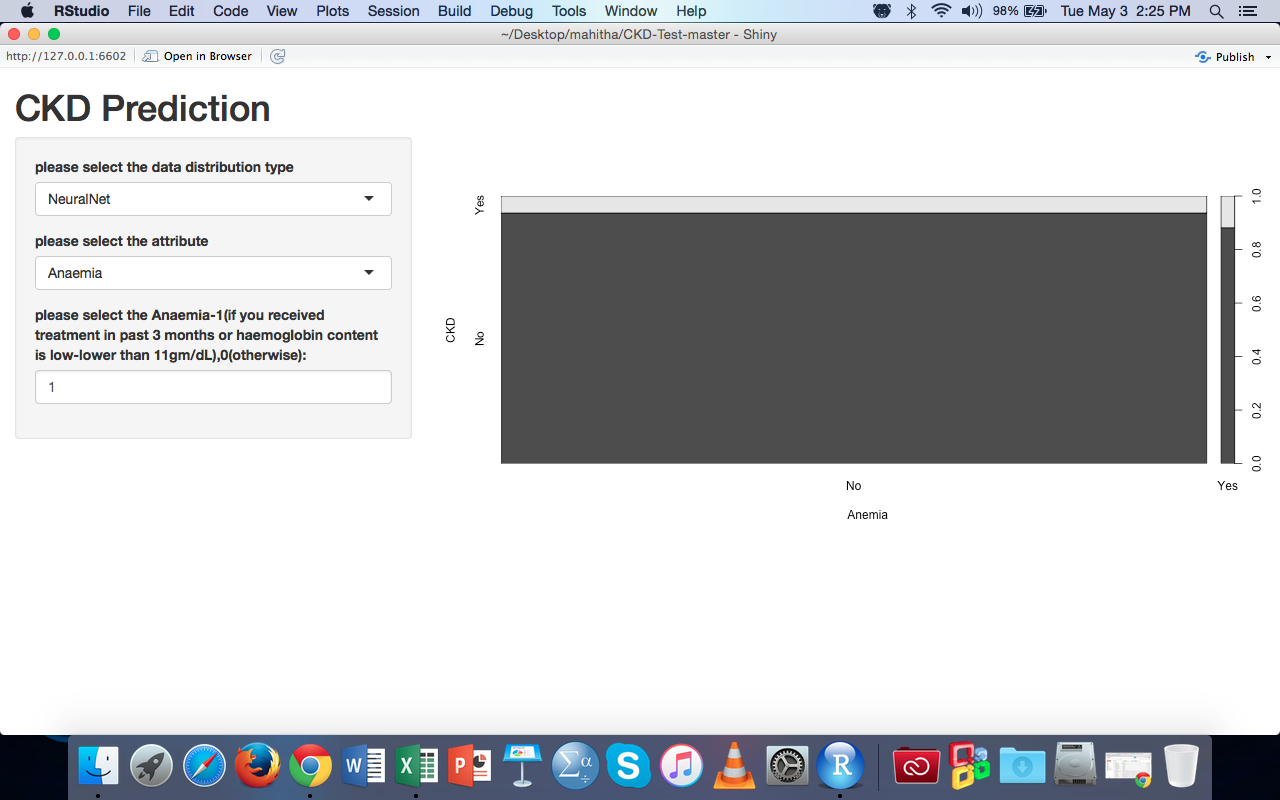 RStudio File Edit Code View Plots Session Build Debug Tools Window Help 98% Tue May 3 2:25 PM
~/Desktop/mahitha/CKD-Test-master - Shiny
http://127.0.0.1:6602 Open in Browser Publish
CKD Prediction
please select the data distribution type
NeuralNet
please select the attribute
Anaemia
please select the Anaemia-1(if you received
treatment in past 3 months or haemoglobin content
is low-lower than 11gm/dL),0(otherwise):
1
CKD
Yes
No
1.0
0.8
0.6
0.4
0.2
0.0
No Yes
Anemia
W X P Σα÷ S R